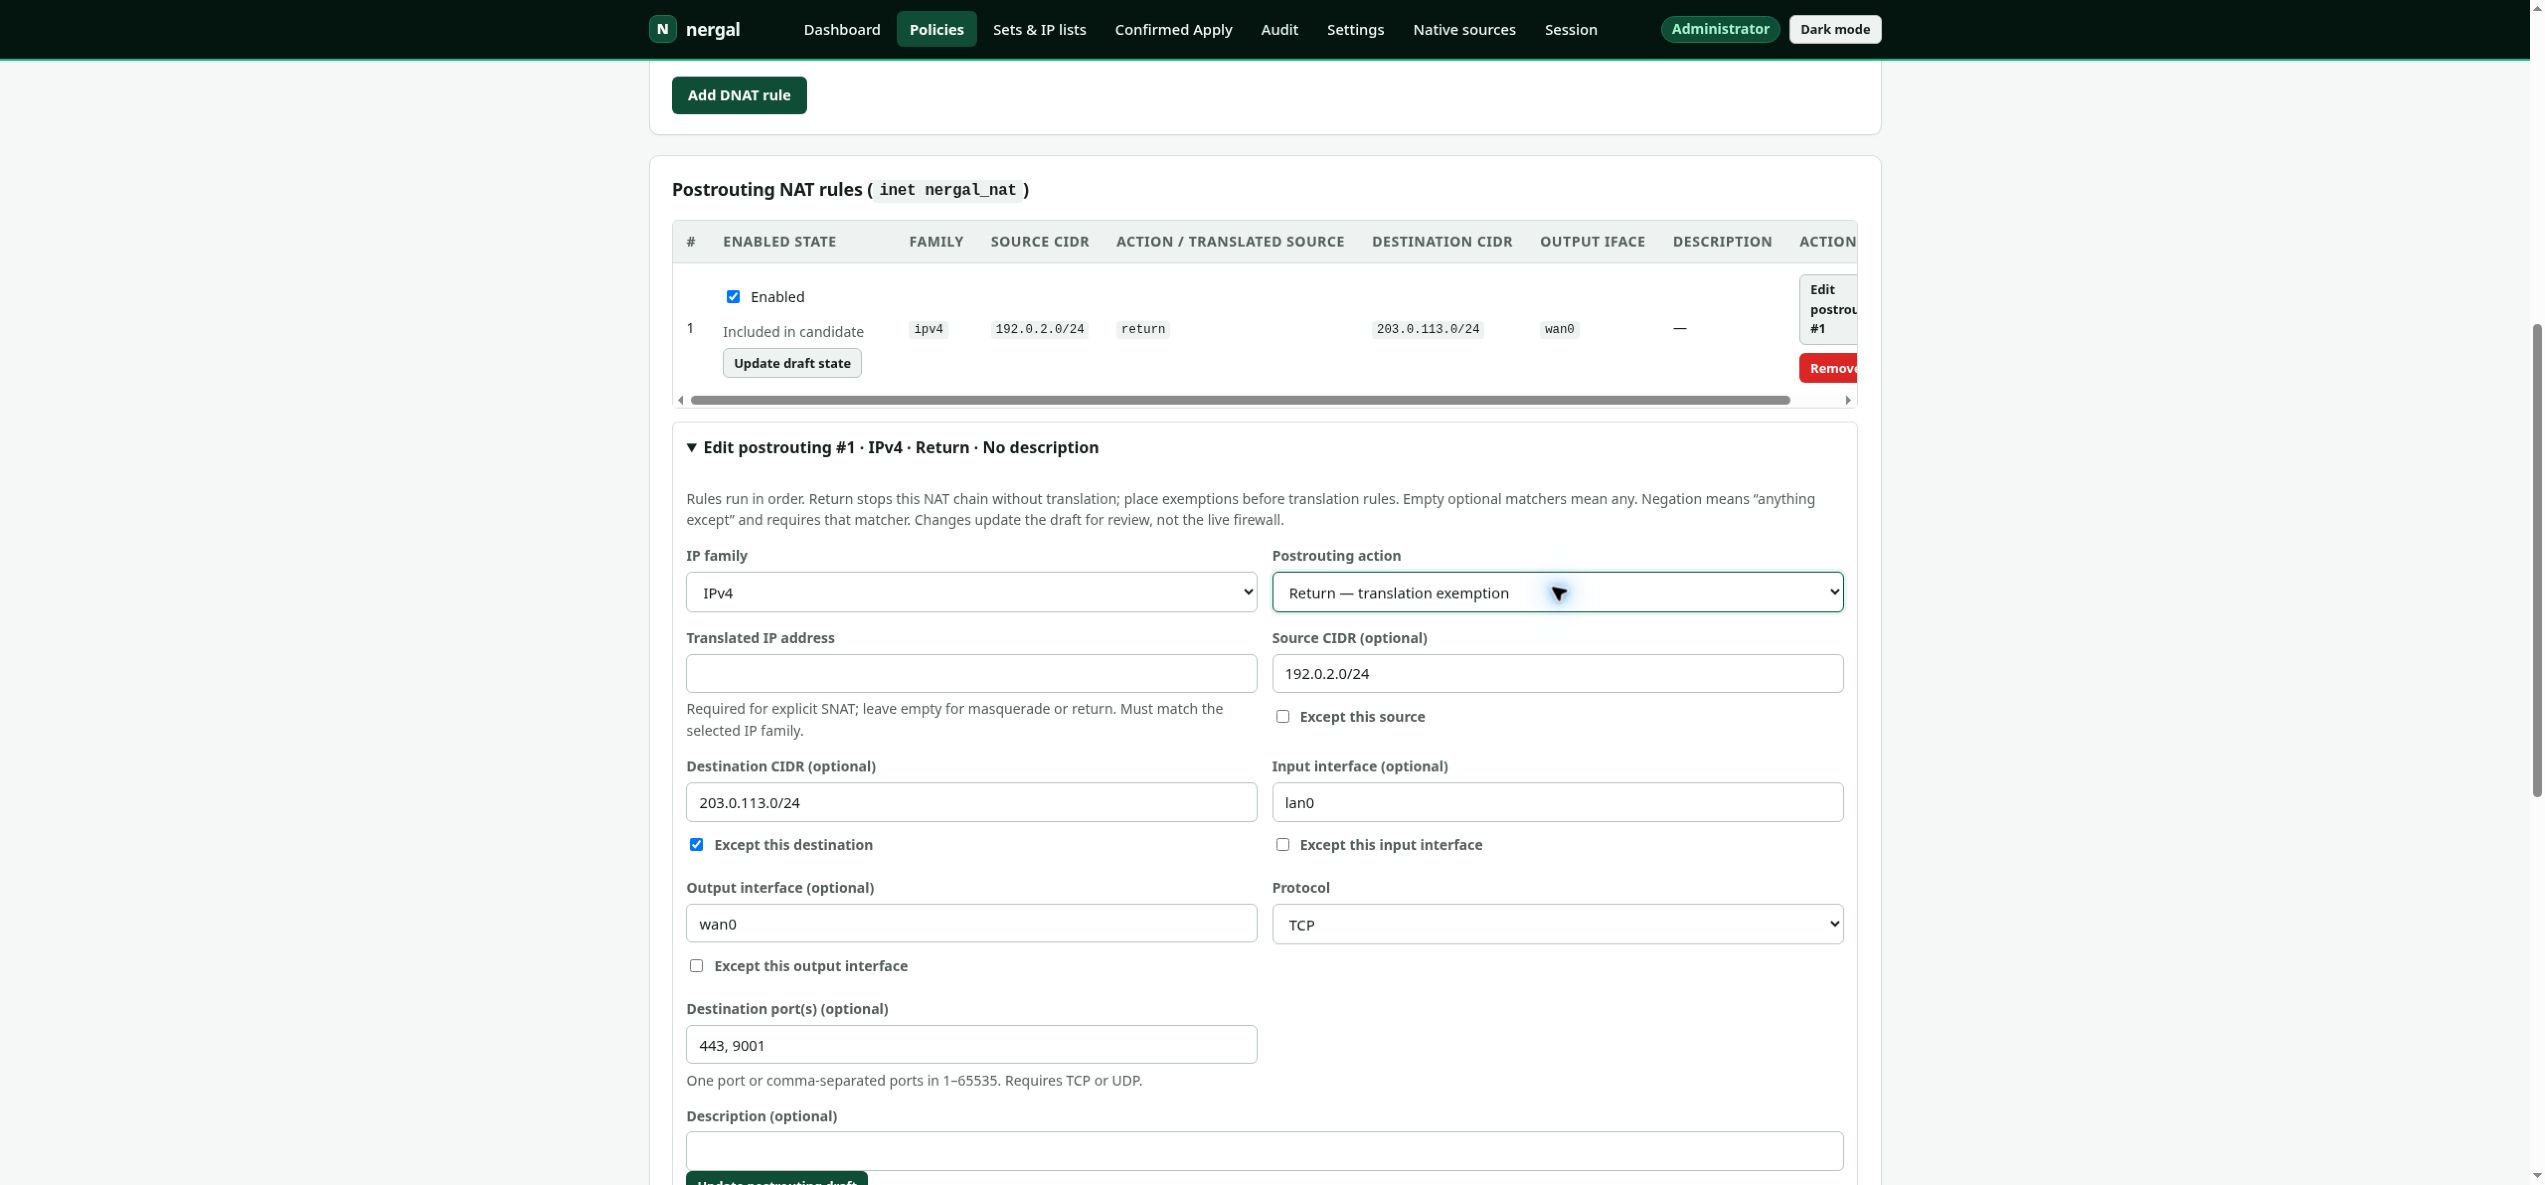 N nergal Dashboard Policies Sets & IP lists Confirmed Apply Audit Settings Native sources Session Administrator Dark mode
Add DNAT rule
Postrouting NAT rules ( inet nergal_nat )
# ENABLED STATE FAMILY SOURCE CIDR ACTION / TRANSLATED SOURCE DESTINATION CIDR OUTPUT IFACE DESCRIPTION ACTION
1 Enabled
Included in candidate
Update draft state
ipv4 192.0.2.0/24 return 203.0.113.0/24 wan0 —
Edit
postrou
#1
Remove
Edit postrouting #1 · IPv4 · Return · No description
Rules run in order. Return stops this NAT chain without translation; place exemptions before translation rules. Empty optional matchers mean any. Negation means “anything
except” and requires that matcher. Changes update the draft for review, not the live firewall.
IP family
IPv4
Postrouting action
Return — translation exemption
Translated IP address
Required for explicit SNAT; leave empty for masquerade or return. Must match the
selected IP family.
Source CIDR (optional)
192.0.2.0/24
Except this source
Destination CIDR (optional)
203.0.113.0/24
Except this destination
Input interface (optional)
lan0
Except this input interface
Output interface (optional)
wan0
Except this output interface
Protocol
TCP
Destination port(s) (optional)
443, 9001
One port or comma-separated ports in 1–65535. Requires TCP or UDP.
Description (optional)
Update postrouting draft